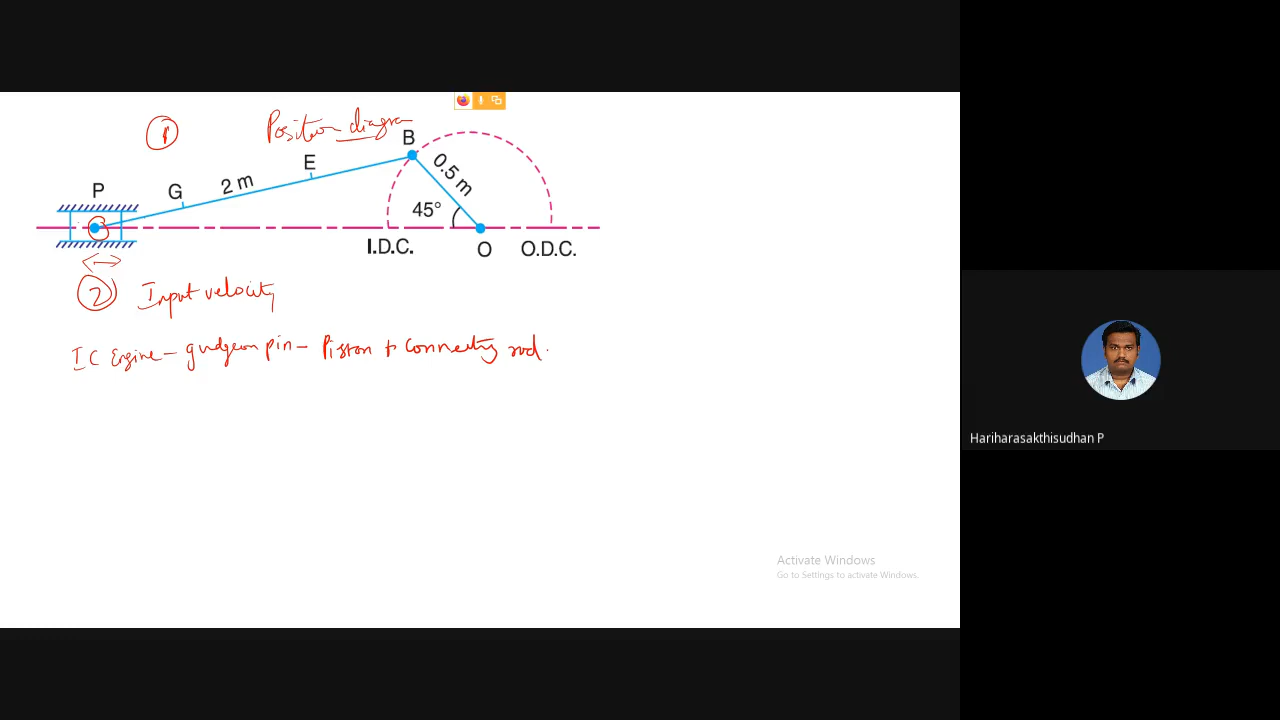 ① Position diagram
B
E
0.5 m
P
G
2 m
45°
I.D.C.
O
O.D.C.
② Input velocity
IC Engine - gudgeon pin - Piston & Connecting rod.
Hariharasakthisudhan P
Activate Windows
Go to Settings to activate Windows.